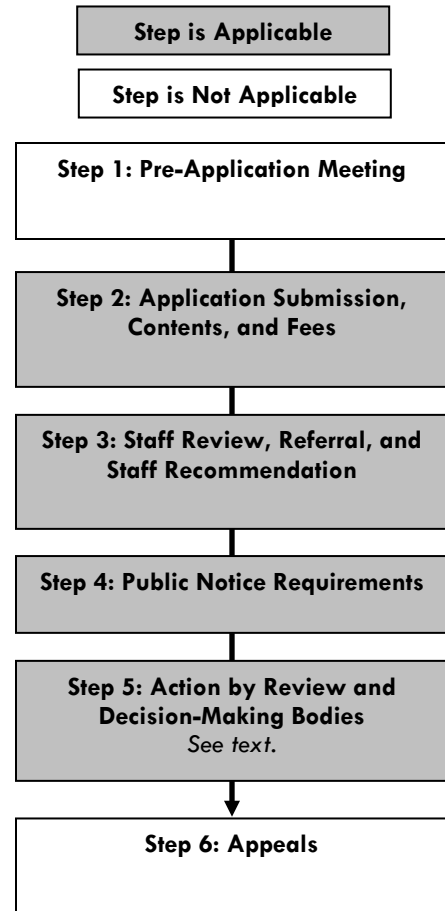 Step is Applicable
Step is Not Applicable
Step 1: Pre-Application Meeting
Step 2: Application Submission,
Contents, and Fees
Step 3: Staff Review, Referral, and
Staff Recommendation
Step 4: Public Notice Requirements
Step 5: Action by Review and
Decision-Making Bodies
See text.
Step 6: Appeals